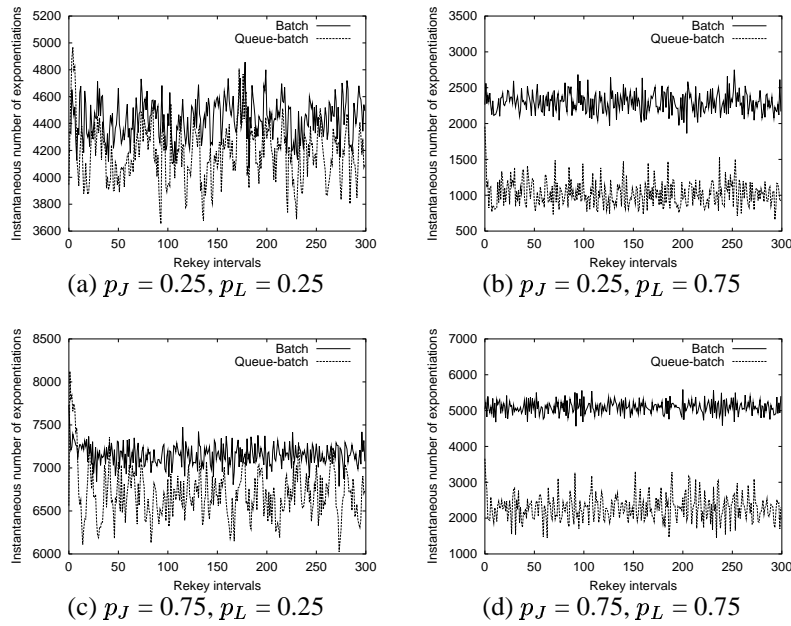 Instantaneous number of exponentiations
5200
5000
4800
4600
4400
4200
4000
3800
3600
Batch
Queue-batch
0 50 100 150 200 250 300
Rekey intervals
(a) p_J = 0.25, p_L = 0.25
Instantaneous number of exponentiations
3500
3000
2500
2000
1500
1000
500
Batch
Queue-batch
0 50 100 150 200 250 300
Rekey intervals
(b) p_J = 0.25, p_L = 0.75
Instantaneous number of exponentiations
8500
8000
7500
7000
6500
6000
Batch
Queue-batch
0 50 100 150 200 250 300
Rekey intervals
(c) p_J = 0.75, p_L = 0.25
Instantaneous number of exponentiations
7000
6000
5000
4000
3000
2000
1000
Batch
Queue-batch
0 50 100 150 200 250 300
Rekey intervals
(d) p_J = 0.75, p_L = 0.75